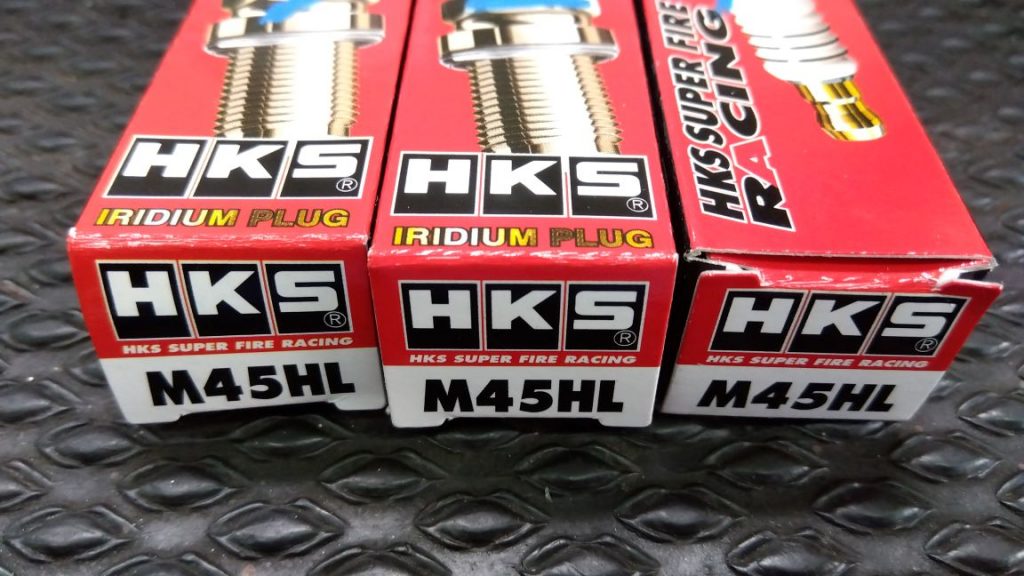 HKS®
IRIDIUM PLUG
HKS®
HKS SUPER FIRE RACING
M45HL
HKS®
IRIDIUM PLUG
HKS®
HKS SUPER FIRE RACING
M45HL
HKS SUPER FIRE
RACING
HKS®
HKS SUPER FIRE RACING
M45HL